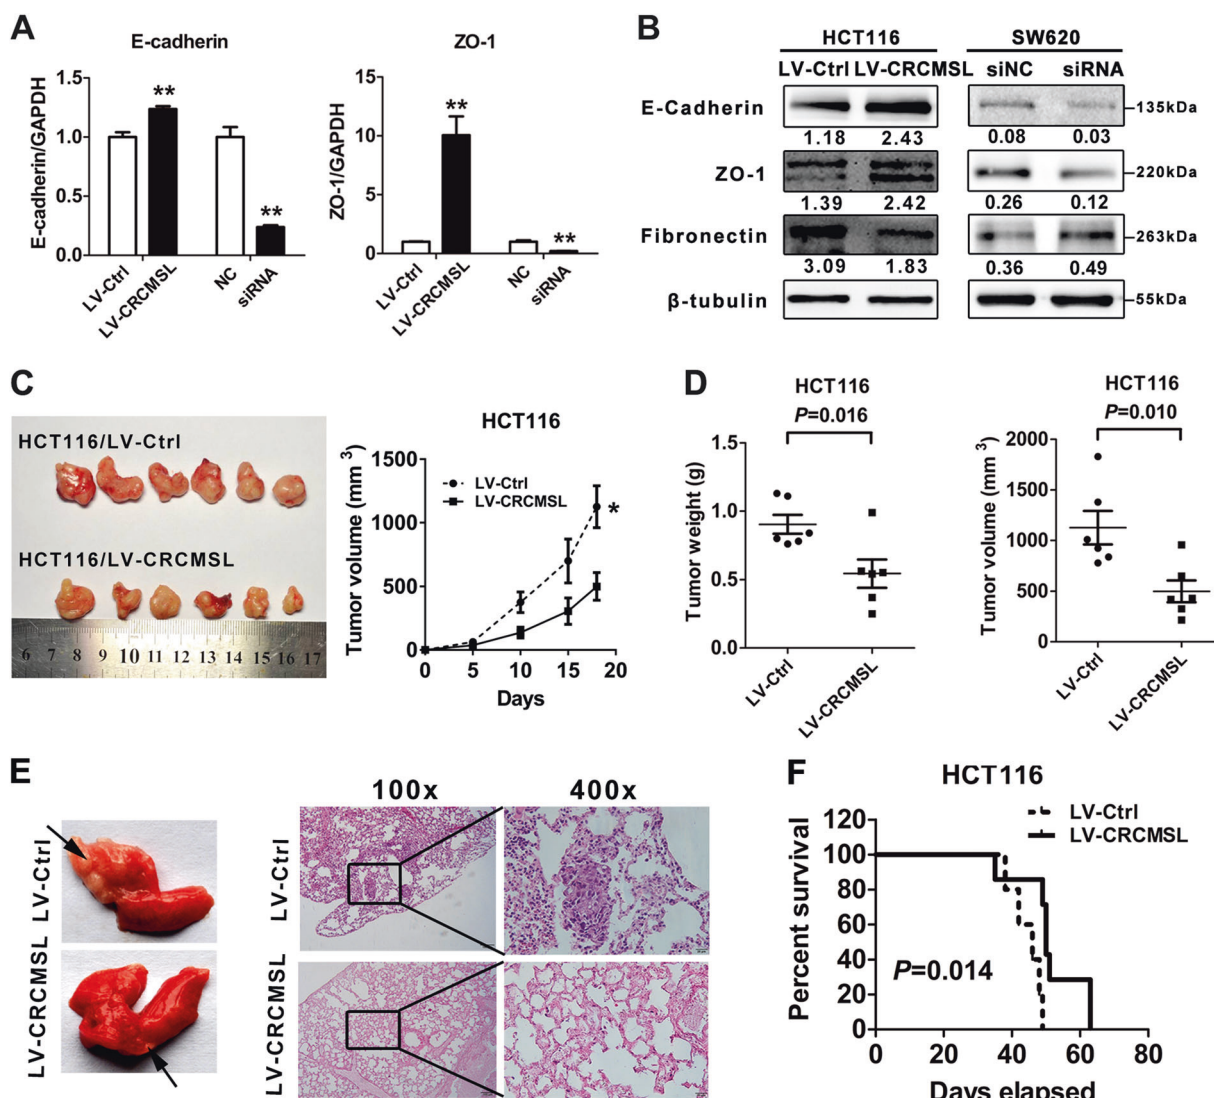 A
E-cadherin
E-cadherin/GAPDH
1.5
1.0
0.5
0.0
**
**
LV-Ctrl
LV-CRCMSL
NC
siRNA
ZO-1
ZO-1/GAPDH
15
10
5
0
**
**
LV-Ctrl
LV-CRCMSL
NC
siRNA
B
HCT116 SW620
LV-Ctrl LV-CRCMSL siNC siRNA
E-Cadherin 135kDa
1.18 2.43 0.08 0.03
ZO-1 220kDa
1.39 2.42 0.26 0.12
Fibronectin 263kDa
3.09 1.83 0.36 0.49
β-tubulin 55kDa
C
HCT116/LV-Ctrl
HCT116/LV-CRCMSL
6 7 8 9 10 11 12 13 14 15 16 17
HCT116
Tumor volume (mm3)
1500
1000
500
0
LV-Ctrl
LV-CRCMSL
*
0 5 10 15 20
Days
D
HCT116
P=0.016
Tumor weight (g)
1.5
1.0
0.5
0.0
LV-Ctrl
LV-CRCMSL
HCT116
P=0.010
Tumor volume (mm3)
2000
1500
1000
500
0
LV-Ctrl
LV-CRCMSL
E
100x 400x
LV-Ctrl
LV-CRCMSL
LV-Ctrl
LV-CRCMSL
F
HCT116
LV-Ctrl
LV-CRCMSL
Percent survival
120
100
80
60
40
20
0
P=0.014
0 20 40 60 80
Days elapsed